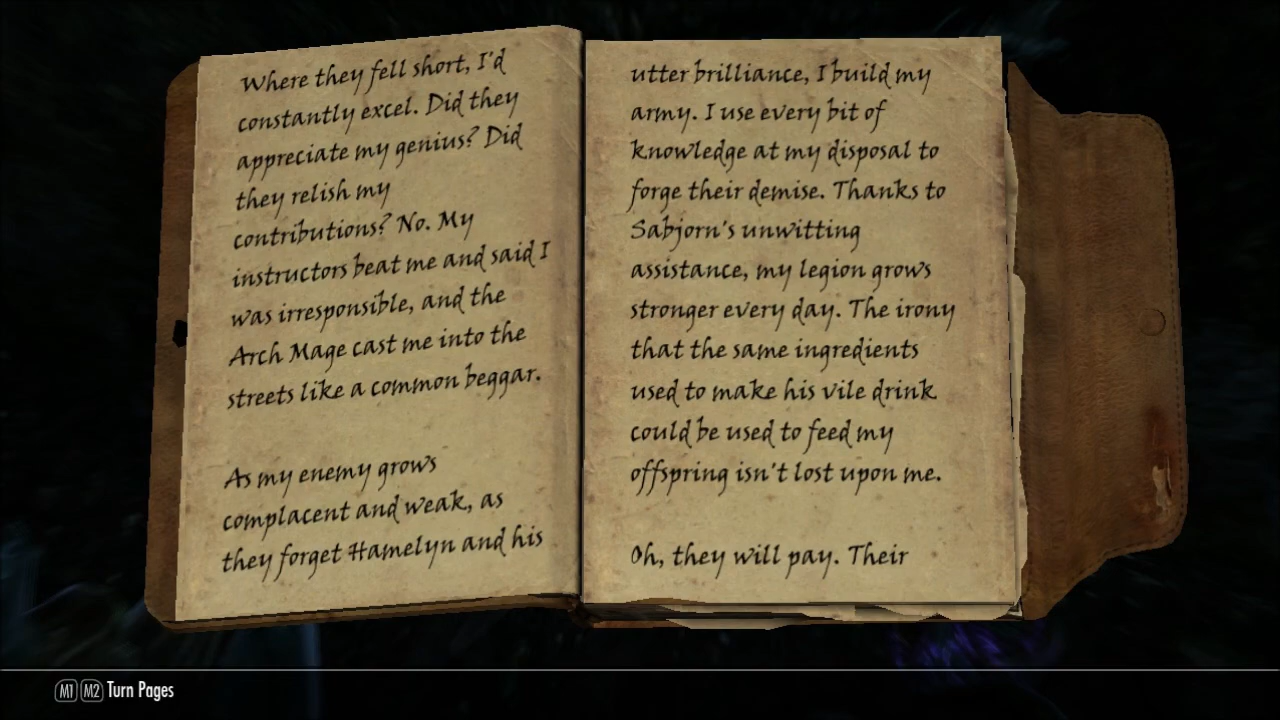 Where they fell short, I'd
constantly excel. Did they
appreciate my genius? Did
they relish my
contributions? No. My
instructors beat me and said I
was irresponsible, and the
Arch Mage cast me into the
streets like a common beggar.
As my enemy grows
complacent and weak, as
they forget Hamelyn and his
utter brilliance, I build my
army. I use every bit of
knowledge at my disposal to
forge their demise. Thanks to
Sabjorn's unwitting
assistance, my legion grows
stronger every day. The irony
that the same ingredients
used to make his vile drink
could be used to feed my
offspring isn't lost upon me.
Oh, they will pay. Their
M1 M2 Turn Pages